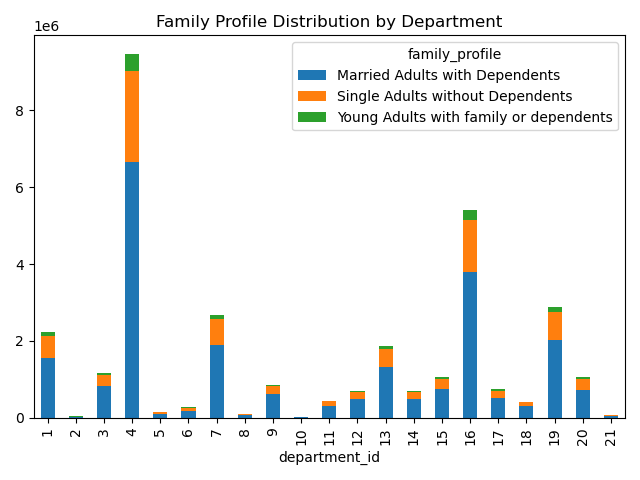 Family Profile Distribution by Department
1e6
family_profile
Married Adults with Dependents
Single Adults without Dependents
Young Adults with family or dependents
8
6
4
2
0
1 2 3 4 5 6 7 8 9 10 11 12 13 14 15 16 17 18 19 20 21
department_id